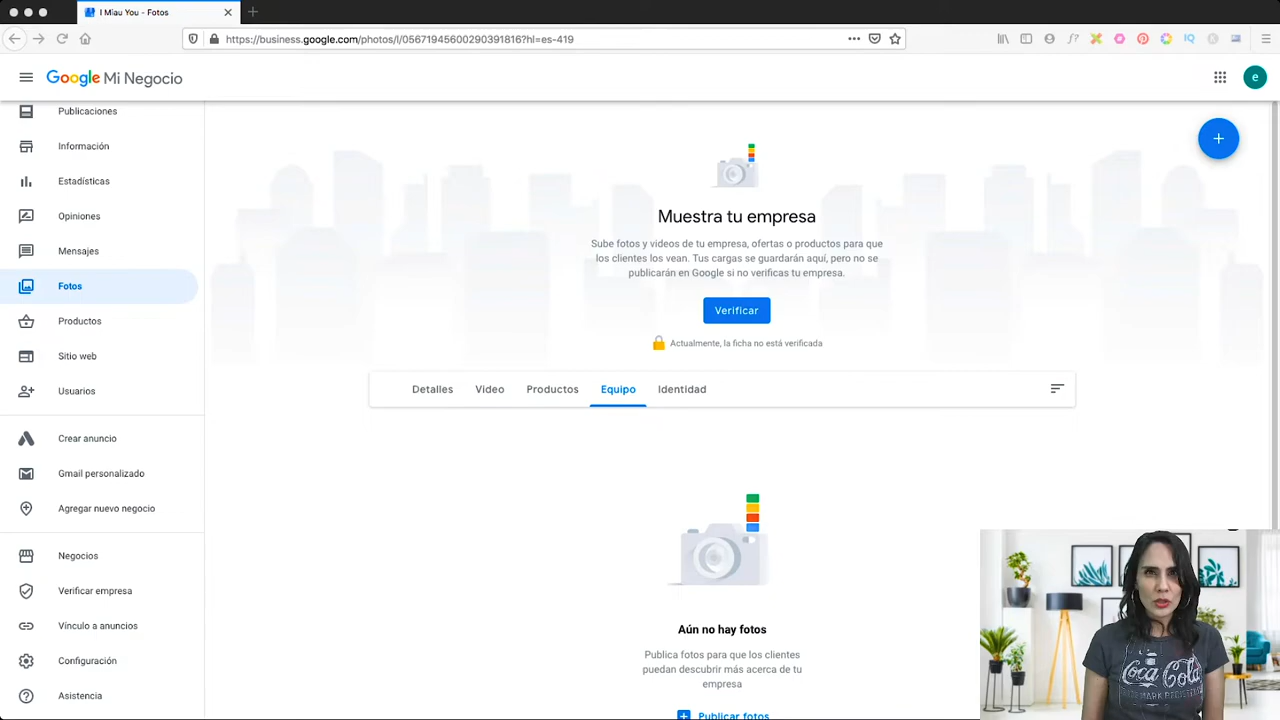 I Miau You - Fotos
https://business.google.com/photos/l/05671945600290391816?hl=es-419
Google Mi Negocio
e
Publicaciones
Información
Estadísticas
Opiniones
Mensajes
Fotos
Productos
Sitio web
Usuarios
Crear anuncio
Gmail personalizado
Agregar nuevo negocio
Negocios
Verificar empresa
Vínculo a anuncios
Configuración
Asistencia
Muestra tu empresa
Sube fotos y videos de tu empresa, ofertas o productos para que
los clientes los vean. Tus cargas se guardarán aquí, pero no se
publicarán en Google si no verificas tu empresa.
Verificar
Actualmente, la ficha no está verificada
Detalles Video Productos Equipo Identidad
Aún no hay fotos
Publica fotos para que los clientes
puedan descubrir más acerca de tu
empresa
Publicar fotos
Coca Cola
TRADE MARK REGISTERED